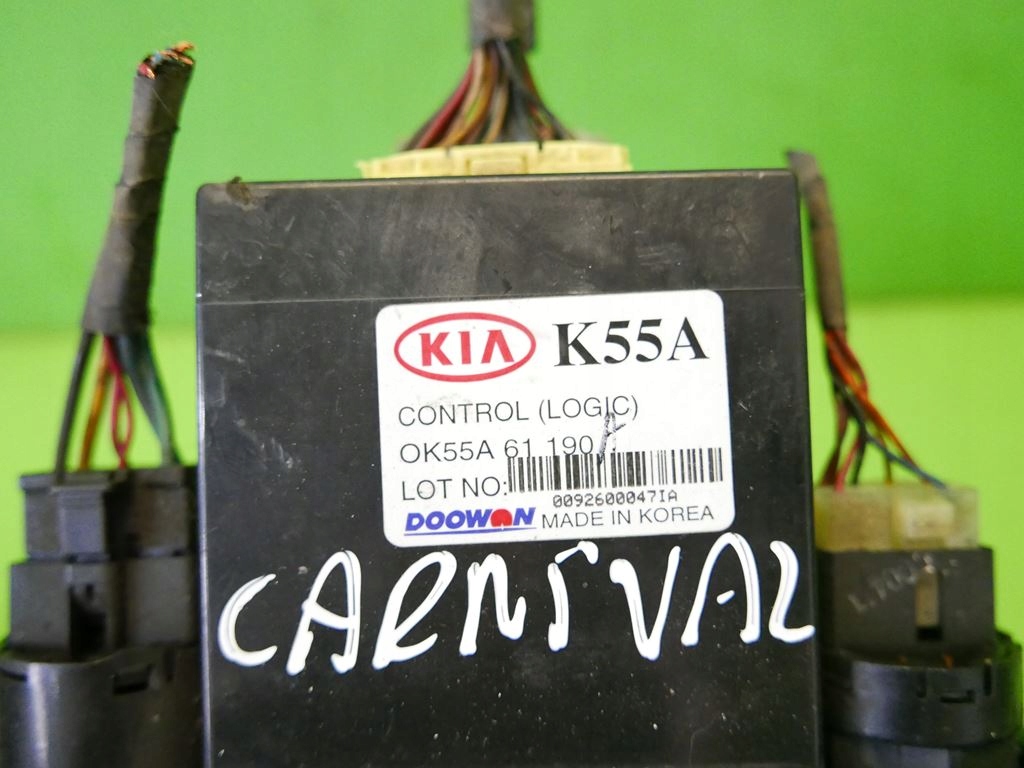 KIA K55A
CONTROL (LOGIC)
OK55A 61 190 A
LOT NO:
0092600047IA
DOOWON MADE IN KOREA
CARNIVAL